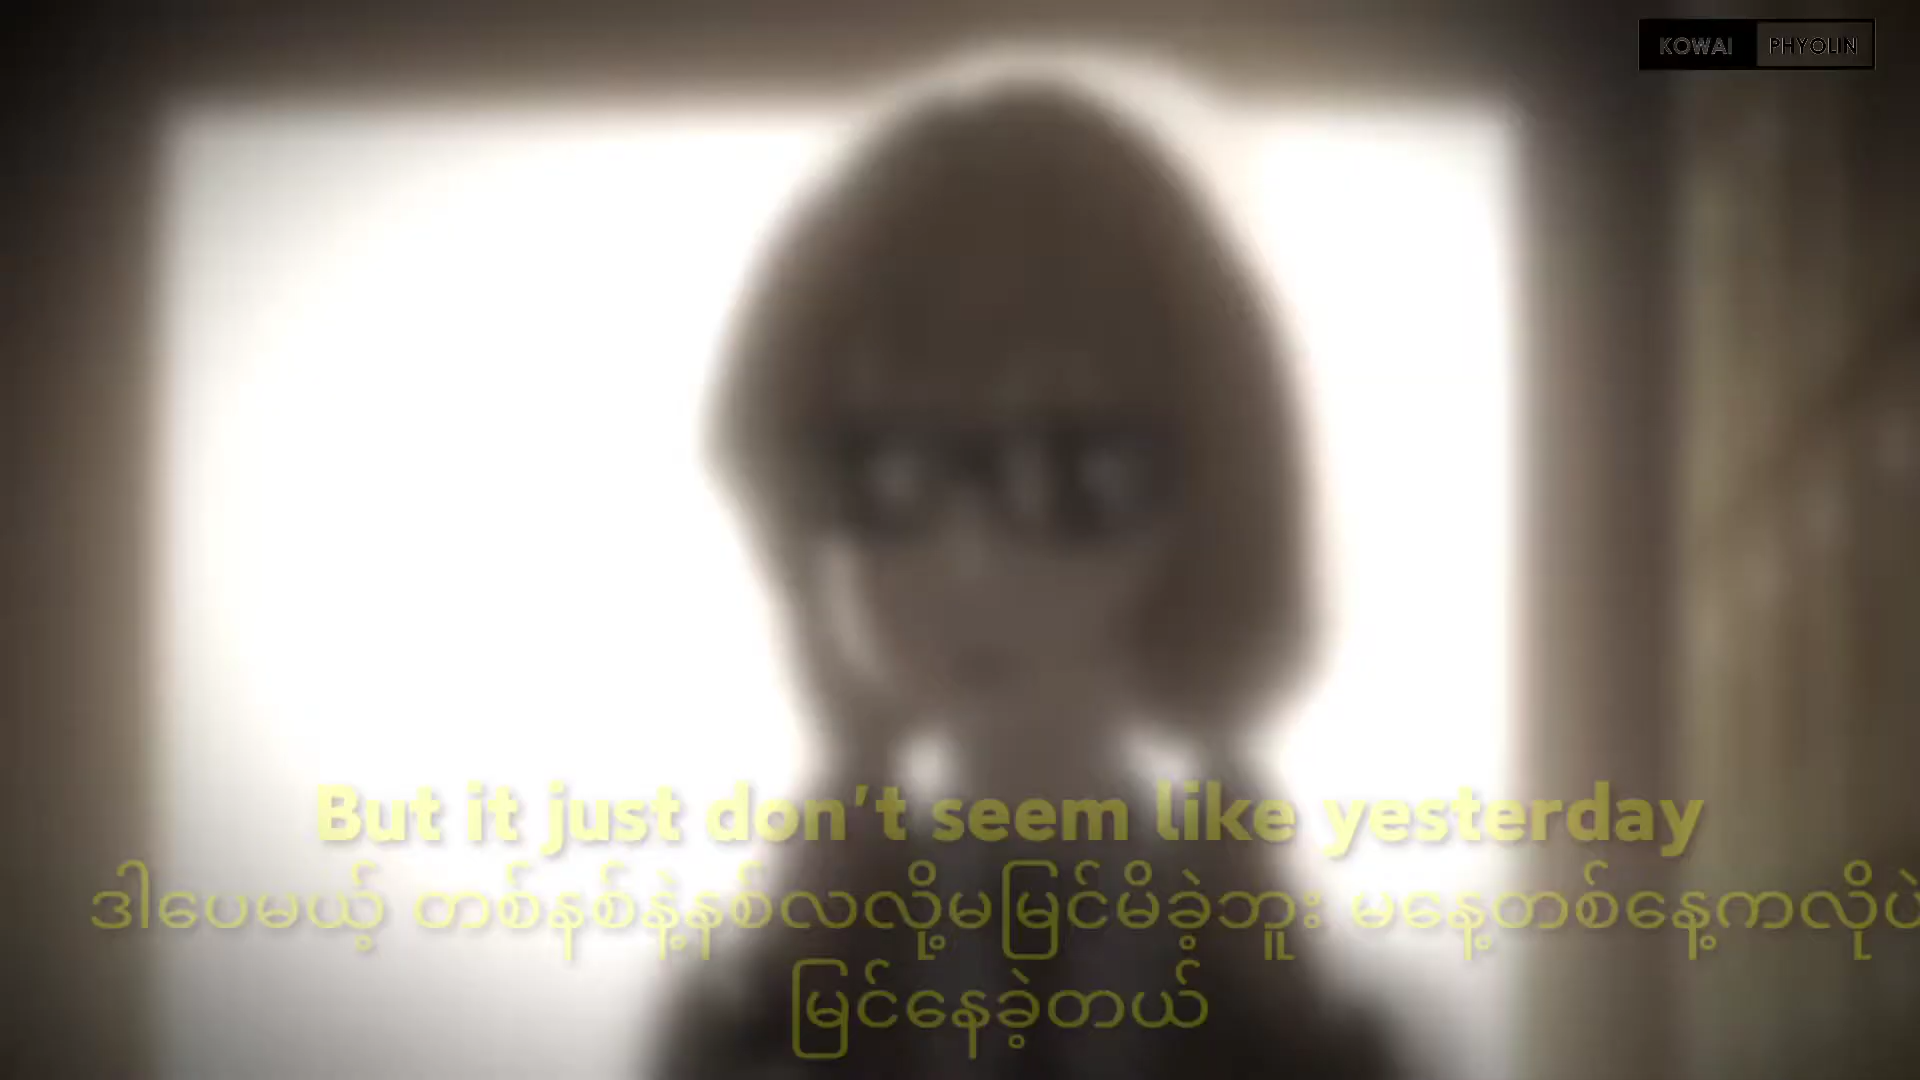 KOWAI PHYOLIN
But it just don't seem like yesterday
ဒါပေမယ့် တစ်နှစ်နဲ့နှစ်လလို့မမြင်မိခဲ့ဘူး မနေ့တစ်နေ့ကလိုပဲ
မြင်နေခဲ့တယ်